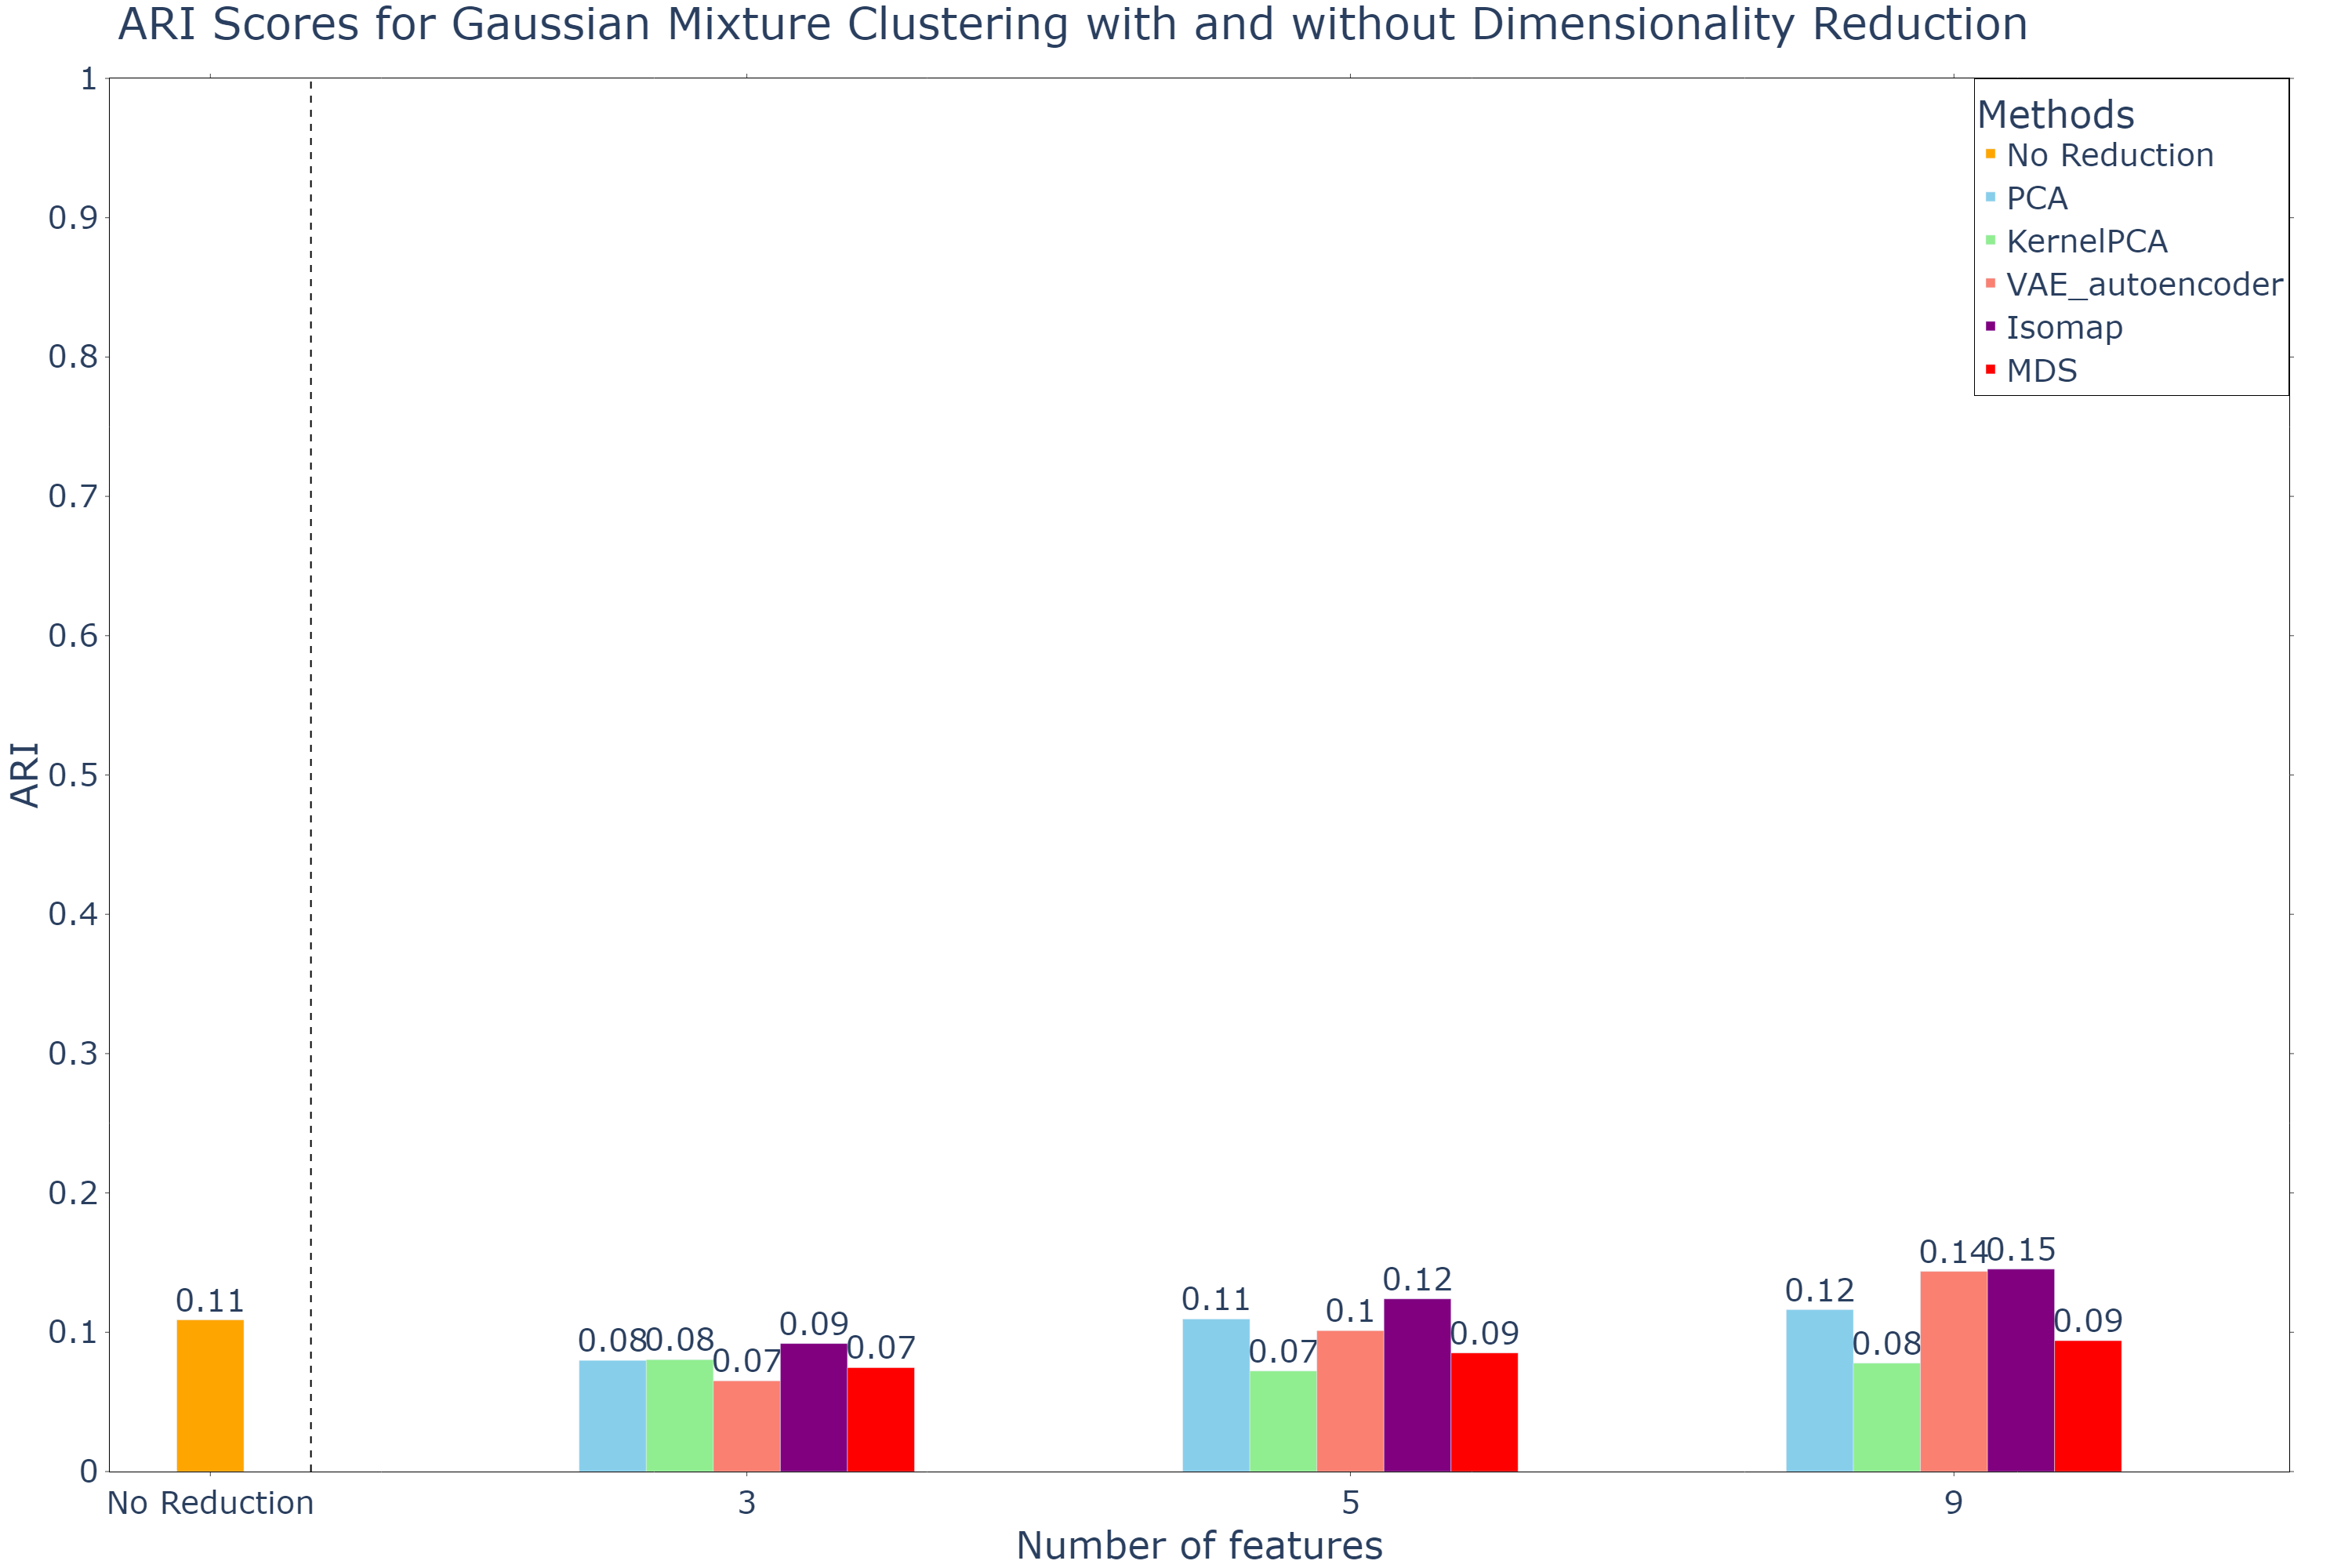 ARI Scores for Gaussian Mixture Clustering with and without Dimensionality Reduction
Methods
No Reduction
PCA
KernelPCA
VAE_autoencoder
Isomap
MDS
ARI
1
0.9
0.8
0.7
0.6
0.5
0.4
0.3
0.2
0.1
0
0.11
0.08
0.08
0.07
0.09
0.07
0.11
0.07
0.1
0.12
0.09
0.12
0.08
0.14
0.15
0.09
No Reduction
3
5
9
Number of features